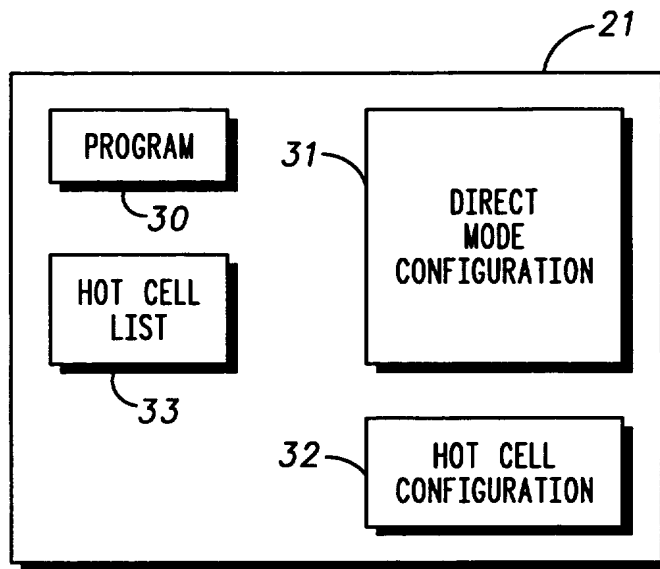 21
PROGRAM
30
31
DIRECT
MODE
CONFIGURATION
HOT CELL
LIST
33
32
HOT CELL
CONFIGURATION